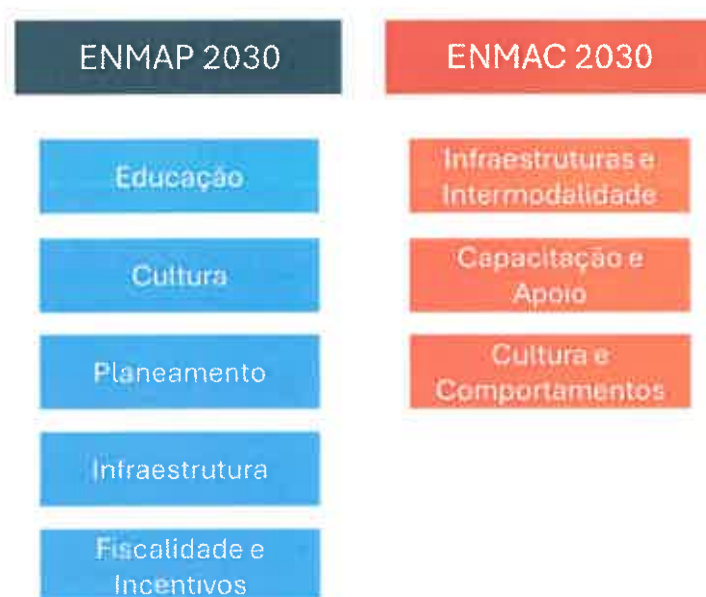 ENMAP 2030
Educação
Cultura
Planeamento
Infraestrutura
Fiscalidade e
Incentivos
ENMAC 2030
Infraestruturas e
Intermodalidade
Capacitação e
Apoio
Cultura e
Comportamentos